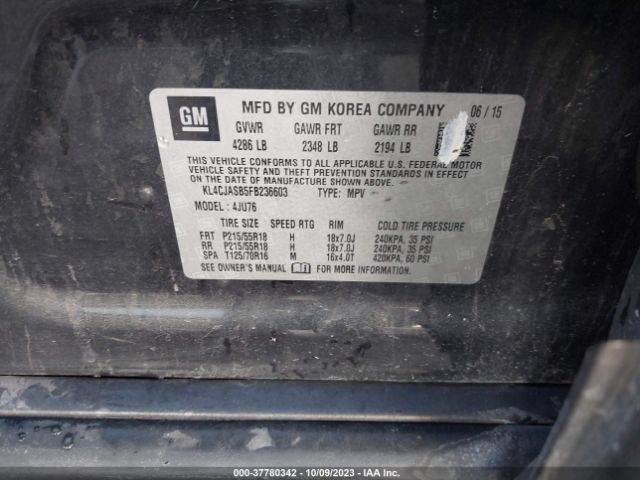 GM MFD BY GM KOREA COMPANY 06 / 15
GVWR GAWR FRT GAWR RR
4286 LB 2348 LB 2194 LB
THIS VEHICLE CONFORMS TO ALL APPLICABLE U.S. FEDERAL MOTOR
VEHICLE SAFETY AND THEFT PREVENTION STANDARDS IN EFFECT ON
THE DATE OF MANUFACTURE SHOWN ABOVE.
KL4CJASB5FB236603 TYPE: MPV
MODEL : 4JU76
TIRE SIZE SPEED RTG RIM COLD TIRE PRESSURE
FRT P215/55R18 H 18x7.0J 240KPA, 35 PSI
RR P215/55R18 H 18x7.0J 240KPA, 35 PSI
SPA T125/70R16 M 16x4.0T 420KPA, 60 PSI
SEE OWNER'S MANUAL FOR MORE INFORMATION.
000-37780342 - 10/09/2023 - IAA Inc.